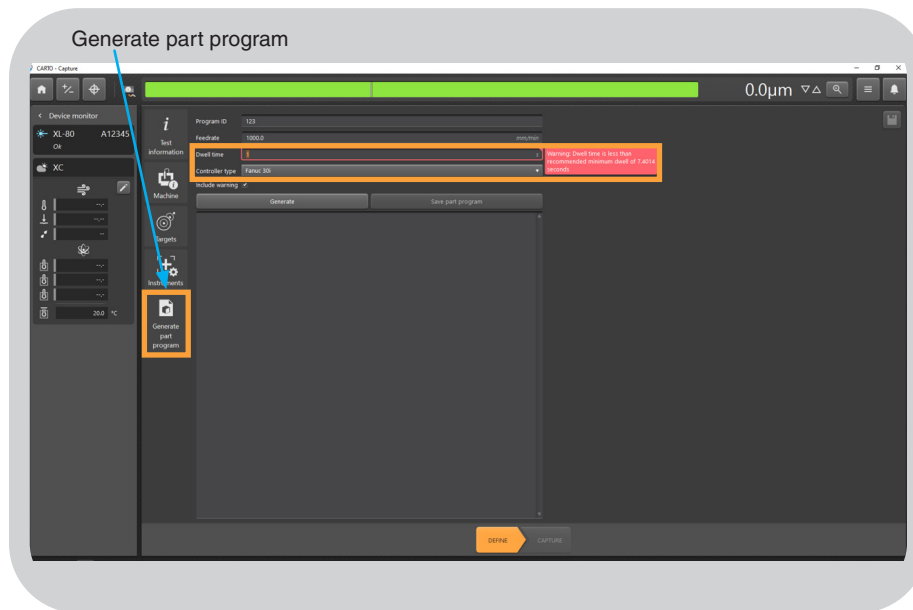 Generate part program
CARTO - Capture
0.0µm
< Device monitor
XL-80 A12345
Ok
XC
--.-
--.-
--
--.-
--.-
--.-
20.0 °C
i
Test
information
Machine
Targets
Instruments
Generate
part
program
Program ID 123
Feedrate 1000.0 mm/min
Dwell time s
Warning: Dwell time is less than
recommended minimum dwell of 7.4014
seconds
Controller type Fanuc 30i
Include warning
Generate Save part program
DEFINE CAPTURE